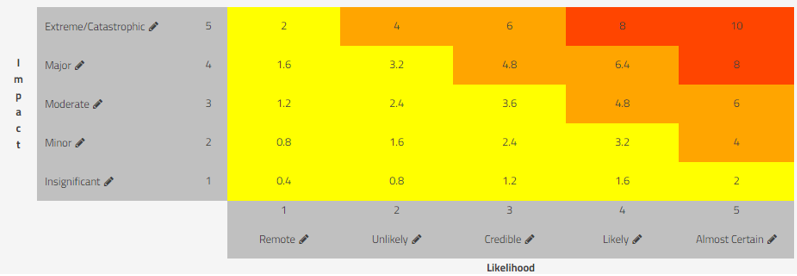 Impact
Extreme/Catastrophic 5 2 4 6 8 10
Major 4 1.6 3.2 4.8 6.4 8
Moderate 3 1.2 2.4 3.6 4.8 6
Minor 2 0.8 1.6 2.4 3.2 4
Insignificant 1 0.4 0.8 1.2 1.6 2
1 2 3 4 5
Remote Unlikely Credible Likely Almost Certain
Likelihood